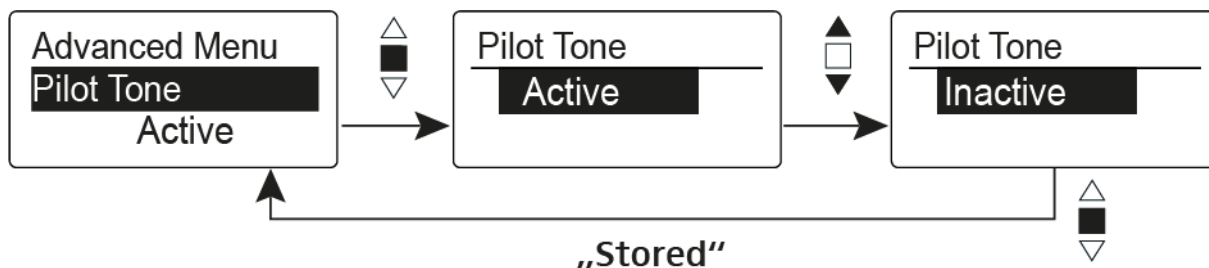 Advanced Menu
Pilot Tone
Active
Pilot Tone
Active
Pilot Tone
Inactive
„Stored“